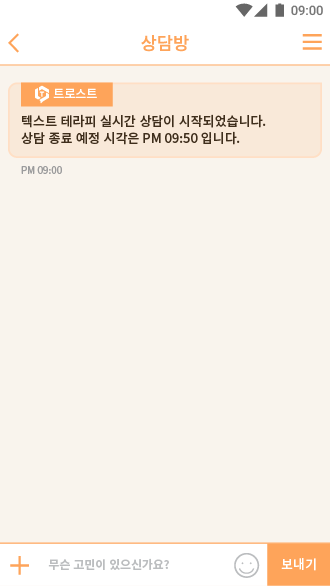 09:00
상담방
트로스트
텍스트 테라피 실시간 상담이 시작되었습니다.
상담 종료 예정 시각은 PM 09:50 입니다.
PM 09:00
무슨 고민이 있으신가요?
보내기